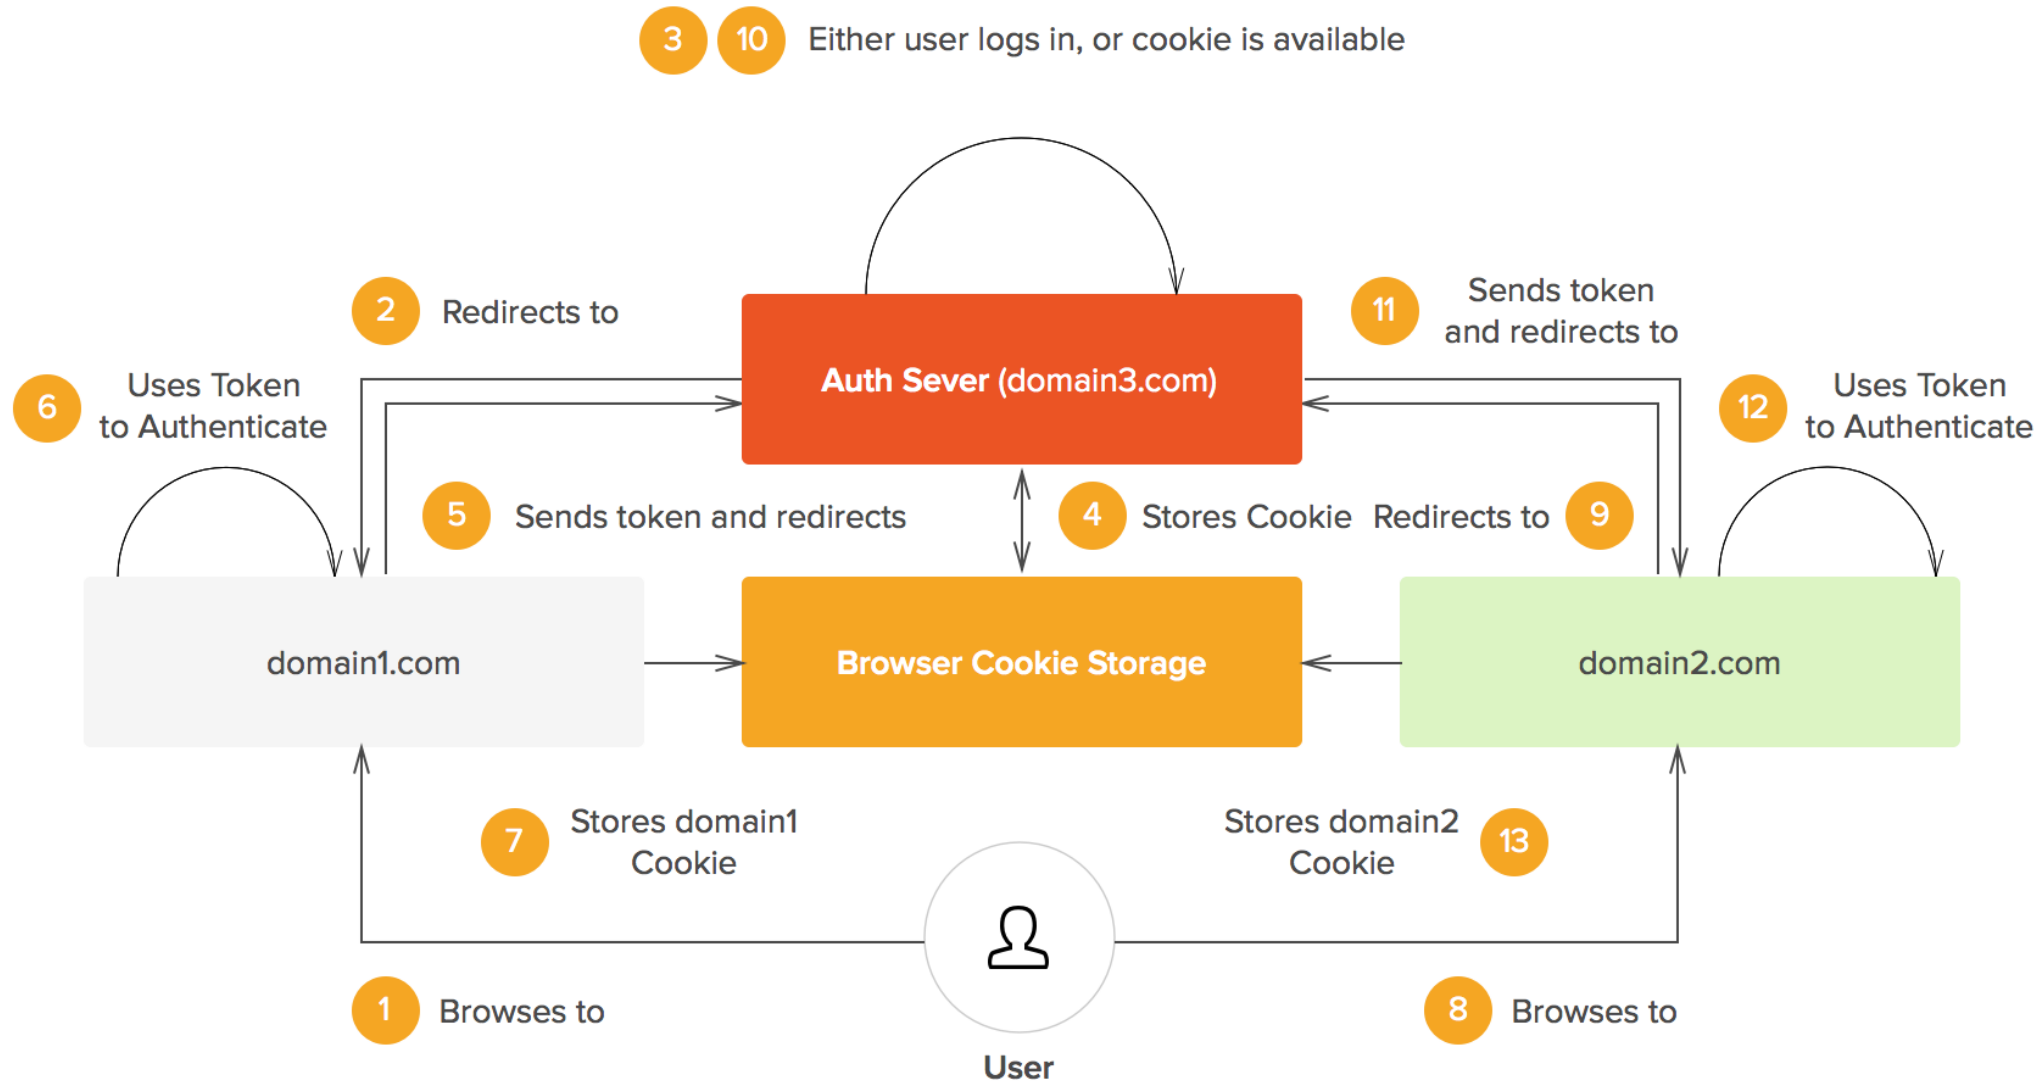 3 10 Either user logs in, or cookie is available
2 Redirects to
11 Sends token
and redirects to
Auth Sever (domain3.com)
6 Uses Token
to Authenticate
12 Uses Token
to Authenticate
5 Sends token and redirects
4 Stores Cookie
Redirects to 9
domain1.com
Browser Cookie Storage
domain2.com
7 Stores domain1
Cookie
Stores domain2
Cookie 13
1 Browses to
8 Browses to
User